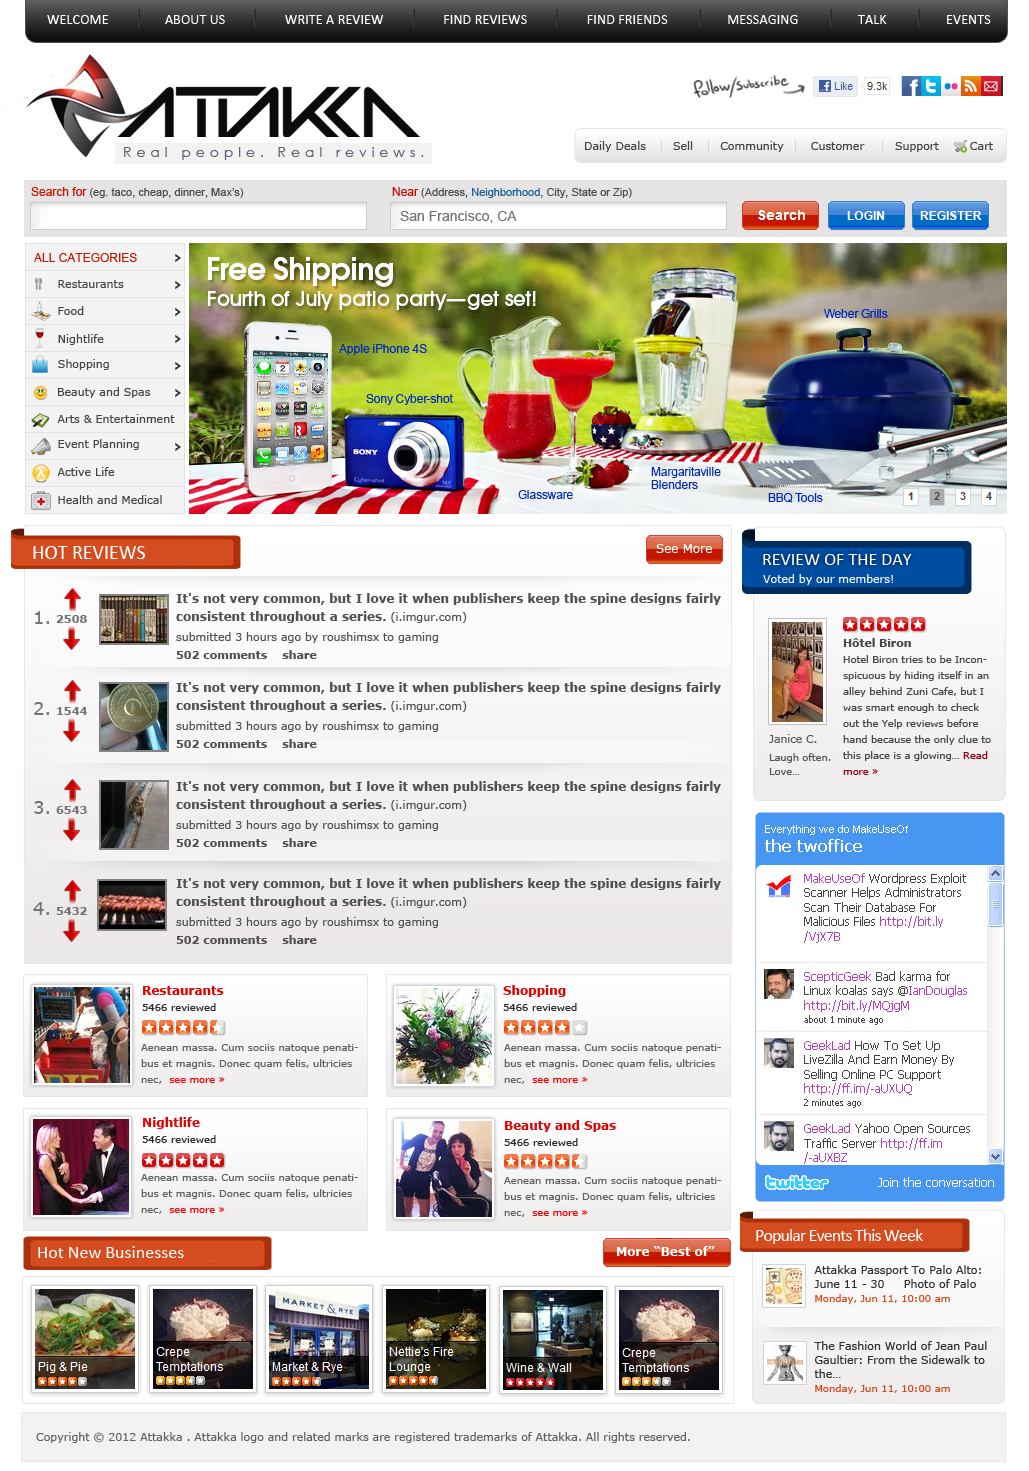 WELCOME ABOUT US WRITE A REVIEW FIND REVIEWS FIND FRIENDS MESSAGING TALK EVENTS
ATTAKKA
Real people. Real reviews.
follow/subscribe
Like 9.3k
Daily Deals Sell Community Customer Support Cart
Search for (eg. taco, cheap, dinner, Max's)
Near (Address, Neighborhood, City, State or Zip)
San Francisco, CA
Search LOGIN REGISTER
ALL CATEGORIES
Restaurants
Food
Nightlife
Shopping
Beauty and Spas
Arts & Entertainment
Event Planning
Active Life
Health and Medical
Free Shipping
Fourth of July patio party—get set!
Weber Grills
Apple iPhone 4S
Sony Cyber-shot
SONY
Cyber-shot
Glassware
Margaritaville
Blenders
BBQ Tools
1 2 3 4
HOT REVIEWS
See More
1. 2508
It's not very common, but I love it when publishers keep the spine designs fairly
consistent throughout a series. (i.imgur.com)
submitted 3 hours ago by roushimsx to gaming
502 comments share
2. 1544
It's not very common, but I love it when publishers keep the spine designs fairly
consistent throughout a series. (i.imgur.com)
submitted 3 hours ago by roushimsx to gaming
502 comments share
3. 6543
It's not very common, but I love it when publishers keep the spine designs fairly
consistent throughout a series. (i.imgur.com)
submitted 3 hours ago by roushimsx to gaming
502 comments share
4. 5432
It's not very common, but I love it when publishers keep the spine designs fairly
consistent throughout a series. (i.imgur.com)
submitted 3 hours ago by roushimsx to gaming
502 comments share
REVIEW OF THE DAY
Voted by our members!
Hôtel Biron
Hotel Biron tries to be Incon-
spicuous by hiding itself in an
alley behind Zuni Cafe, but I
was smart enough to check
out the Yelp reviews before
hand because the only clue to
this place is a glowing... Read
more »
Janice C.
Laugh often.
Love...
Everything we do MakeUseOf
the twoffice
MakeUseOf Wordpress Exploit
Scanner Helps Administrators
Scan Their Database For
Malicious Files http://bit.ly
/VjX7B
ScepticGeek Bad karma for
Linux koalas says @IanDouglas
http://bit.ly/MQjgM
about 1 minute ago
GeekLad How To Set Up
LiveZilla And Earn Money By
Selling Online PC Support
http://ff.im/-aUXUQ
2 minutes ago
GeekLad Yahoo Open Sources
Traffic Server http://ff.im
/-aUXBZ
twitter Join the conversation
Restaurants
5466 reviewed
Aenean massa. Cum sociis natoque penati-
bus et magnis. Donec quam felis, ultricies
nec, see more »
Shopping
5466 reviewed
Aenean massa. Cum sociis natoque penati-
bus et magnis. Donec quam felis, ultricies
nec, see more »
Nightlife
5466 reviewed
Aenean massa. Cum sociis natoque penati-
bus et magnis. Donec quam felis, ultricies
nec, see more »
Beauty and Spas
5466 reviewed
Aenean massa. Cum sociis natoque penati-
bus et magnis. Donec quam felis, ultricies
nec, see more »
Hot New Businesses
More “Best of”
Pig & Pie
Crepe
Temptations
MARKET & RYE
Market & Rye
Nettie's Fire
Lounge
Wine & Wall
Crepe
Temptations
Popular Events This Week
Attakka Passport To Palo Alto:
June 11 - 30 Photo of Palo
Monday, Jun 11, 10:00 am
The Fashion World of Jean Paul
Gaultier: From the Sidewalk to
the...
Monday, Jun 11, 10:00 am
Copyright © 2012 Attakka . Attakka logo and related marks are registered trademarks of Attakka. All rights reserved.